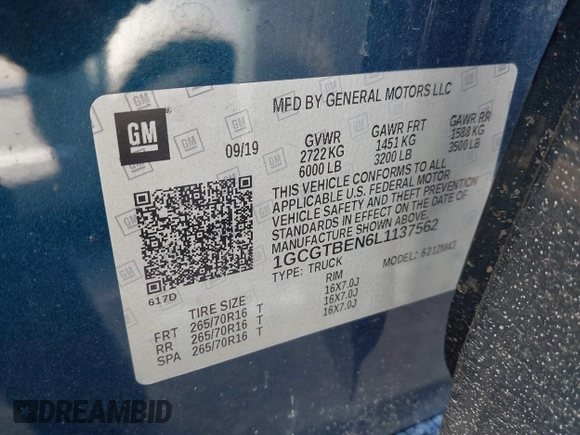 MFD BY GENERAL MOTORS LLC
GM
09/19
GVWR GAWR FRT GAWR RR
2722 KG 1451 KG 1588 KG
6000 LB 3200 LB 3500 LB
THIS VEHICLE CONFORMS TO ALL
APPLICABLE U.S. FEDERAL MOTOR
VEHICLE SAFETY AND THEFT PREVENTION
STANDARDS IN EFFECT ON THE DATE OF
MANUFACTURE SHOWN ABOVE.
1GCGTBEN6L1137562
TYPE: TRUCK MODEL: 6212M43
617D
TIRE SIZE RIM
FRT 265/70R16 T 16X7.0J
RR 265/70R16 T 16X7.0J
SPA 265/70R16 T 16X7.0J
DREAMBID